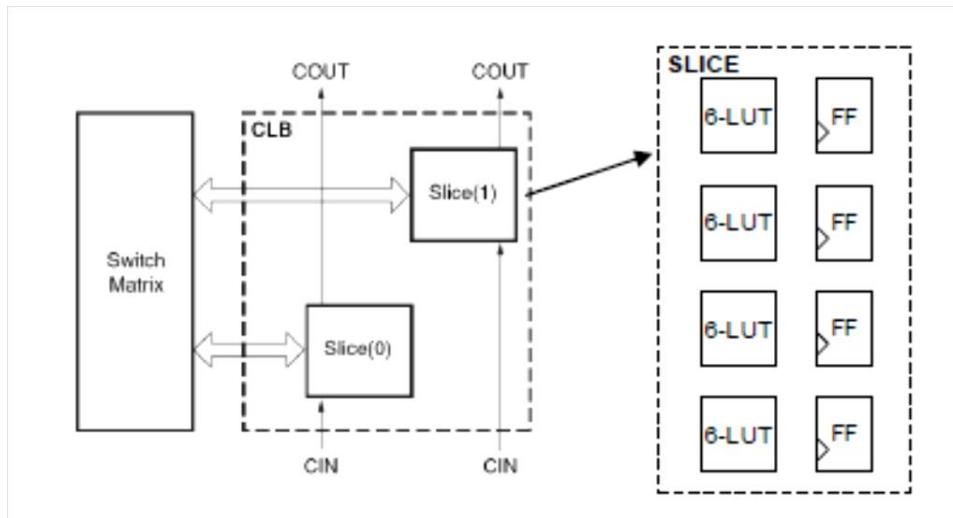 COUT
COUT
CLB
Slice(1)
Switch
Matrix
Slice(0)
CIN
CIN
SLICE
6-LUT
FF
6-LUT
FF
6-LUT
FF
6-LUT
FF